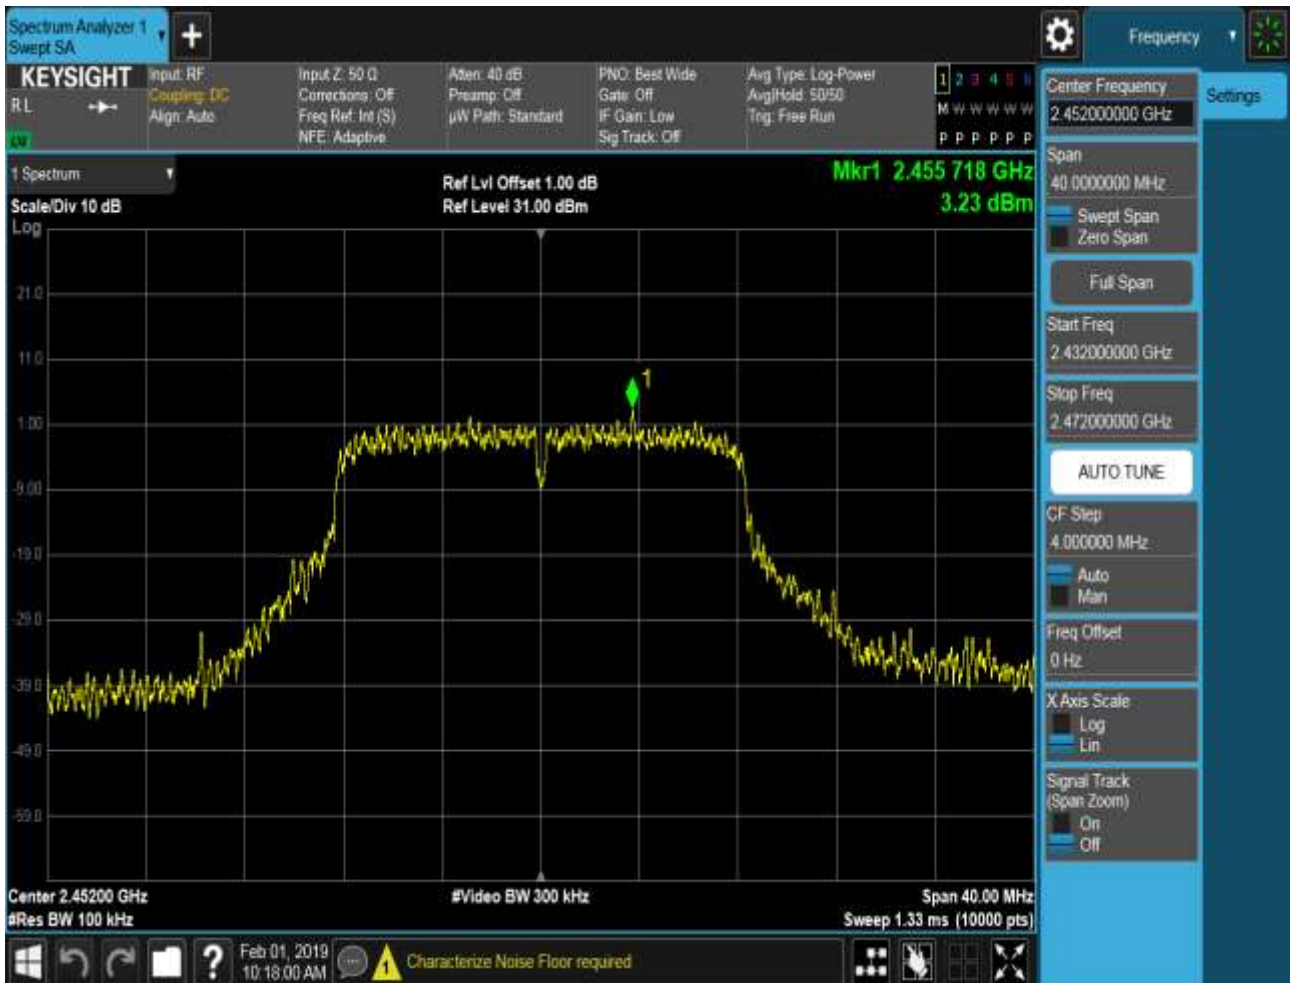 Spectrum Analyzer 1
Swept SA
+
Frequency
KEYSIGHT
R L
Input: RF
Coupling: DC
Align: Auto
Input Z: 50 Ω
Corrections: Off
Freq Ref: Int (S)
NFE: Adaptive
Atten: 40 dB
Preamp: Off
µW Path: Standard
PNO: Best Wide
Gate: Off
IF Gain: Low
Sig Track: Off
Avg Type: Log-Power
Avg|Hold: 50/50
Trig: Free Run
1 2 3 4 5 6
M W W W W W
P P P P P P
1 Spectrum
Scale/Div 10 dB
Log
Ref Lvl Offset 1.00 dB
Ref Level 31.00 dBm
Mkr1 2.455 718 GHz
3.23 dBm
21.0
11.0
1.00
-9.00
-19.0
-29.0
-39.0
-49.0
-59.0
1
Center 2.45200 GHz
#Res BW 100 kHz
#Video BW 300 kHz
Span 40.00 MHz
Sweep 1.33 ms (10000 pts)
Settings
Center Frequency
2.452000000 GHz
Span
40.0000000 MHz
Swept Span
Zero Span
Full Span
Start Freq
2.432000000 GHz
Stop Freq
2.472000000 GHz
AUTO TUNE
CF Step
4.000000 MHz
Auto
Man
Freq Offset
0 Hz
X Axis Scale
Log
Lin
Signal Track
(Span Zoom)
On
Off
?
Feb 01, 2019
10:18:00 AM
1
Characterize Noise Floor required